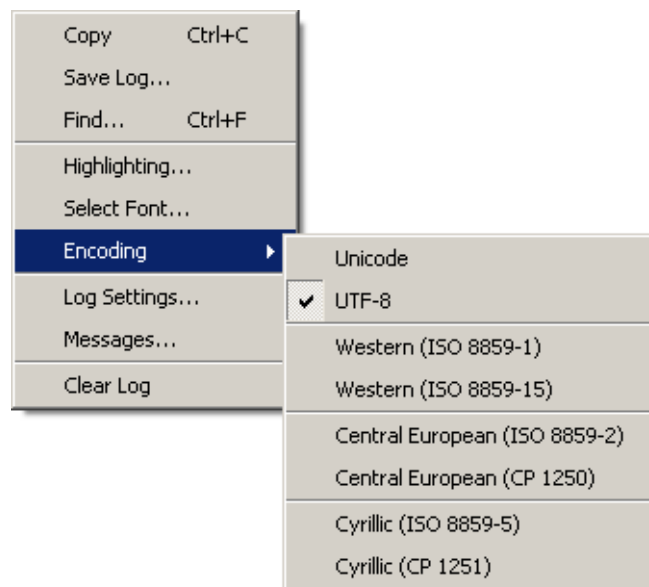 Copy Ctrl+C
Save Log...
Find... Ctrl+F
Highlighting...
Select Font...
Encoding
Log Settings...
Messages...
Clear Log
Unicode
UTF-8
Western (ISO 8859-1)
Western (ISO 8859-15)
Central European (ISO 8859-2)
Central European (CP 1250)
Cyrillic (ISO 8859-5)
Cyrillic (CP 1251)